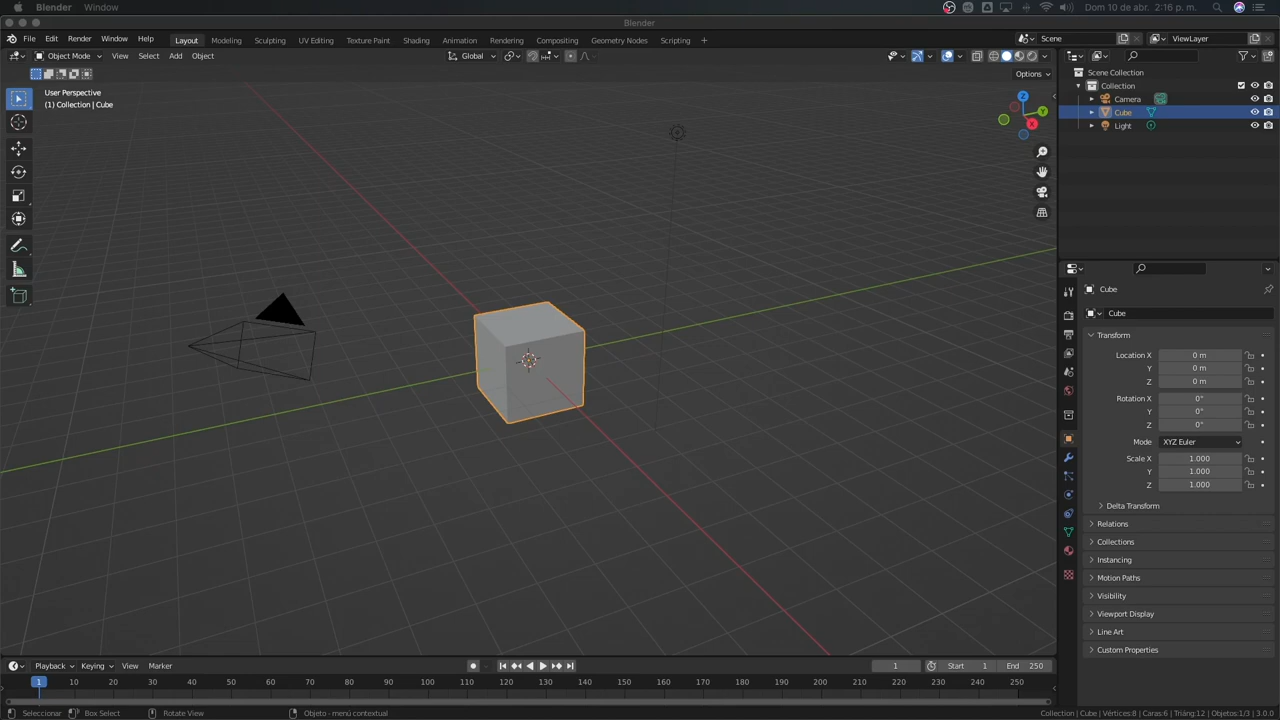 Blender Window Dom 10 de abr. 2:16 p. m.
Blender
File Edit Render Window Help Layout Modeling Sculpting UV Editing Texture Paint Shading Animation Rendering Compositing Geometry Nodes Scripting + Scene ViewLayer
Object Mode View Select Add Object Global
Options
User Perspective
(1) Collection | Cube
Z
Y
X
Scene Collection
Collection
Camera
Cube
Light
Cube
Cube
Transform
Location X 0 m
Y 0 m
Z 0 m
Rotation X 0°
Y 0°
Z 0°
Mode XYZ Euler
Scale X 1.000
Y 1.000
Z 1.000
Delta Transform
Relations
Collections
Instancing
Motion Paths
Visibility
Viewport Display
Line Art
Custom Properties
Playback Keying View Marker 1 Start 1 End 250
1 10 20 30 40 50 60 70 80 90 100 110 120 130 140 150 160 170 180 190 200 210 220 230 240 250
Seleccionar Box Select Rotate View Objeto - menú contextual Collection | Cube | Vértices:8 | Caras:6 | Triáng:12 | Objetos:1/3 | 3.0.0